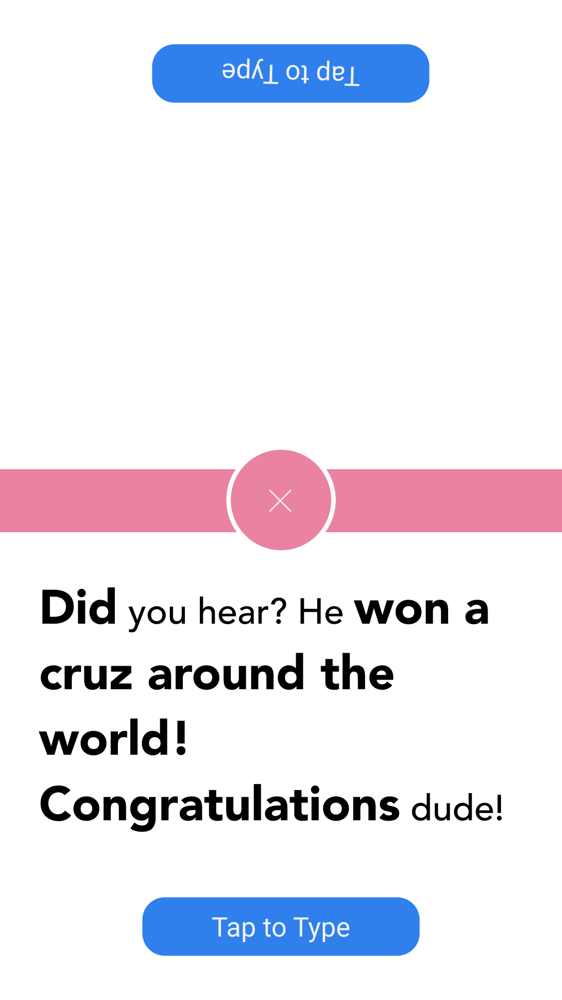 Tap to Type
Did you hear? He won a
cruz around the
world!
Congratulations dude!
Tap to Type